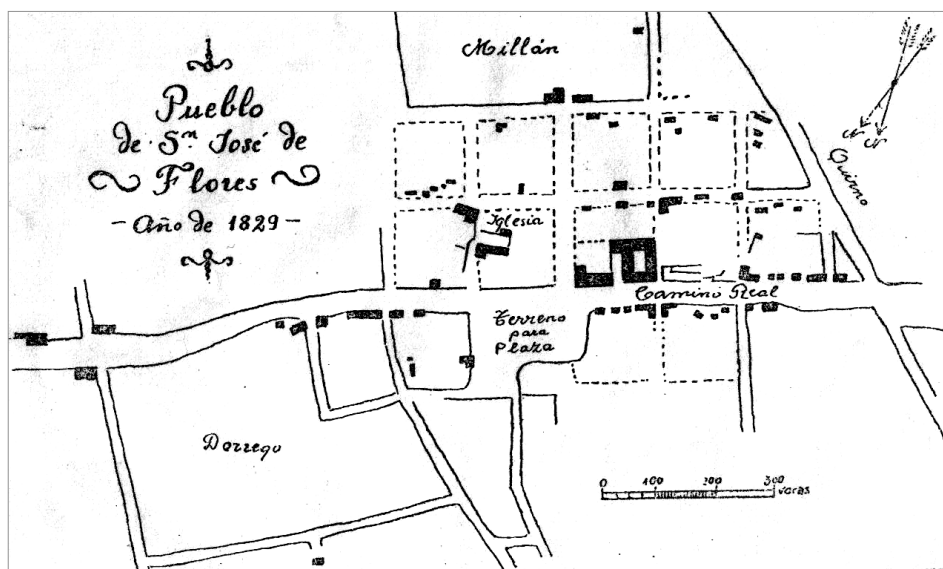 Pueblo
de Sⁿ José de
Flores
- Año de 1829 -
Millán
Quirno
Iglesia
Camino Real
Terreno
para
Plaza
Dorrego
0 100 200 300
varas